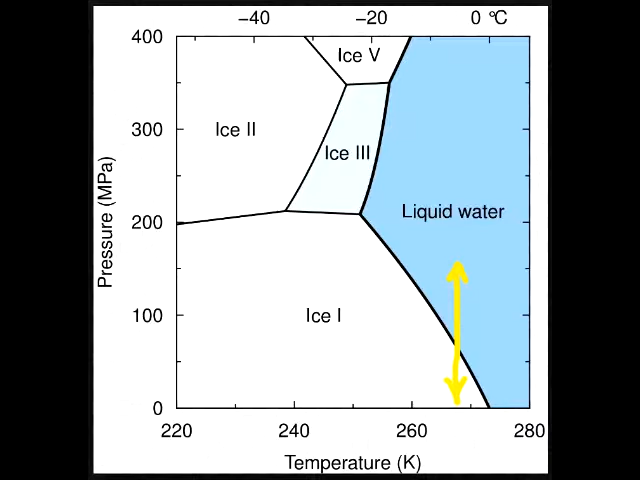 −40 −20 0 °C
400
Ice V
300
Ice II
Ice III
Pressure (MPa)
200
Liquid water
100
Ice I
0
220 240 260 280
Temperature (K)